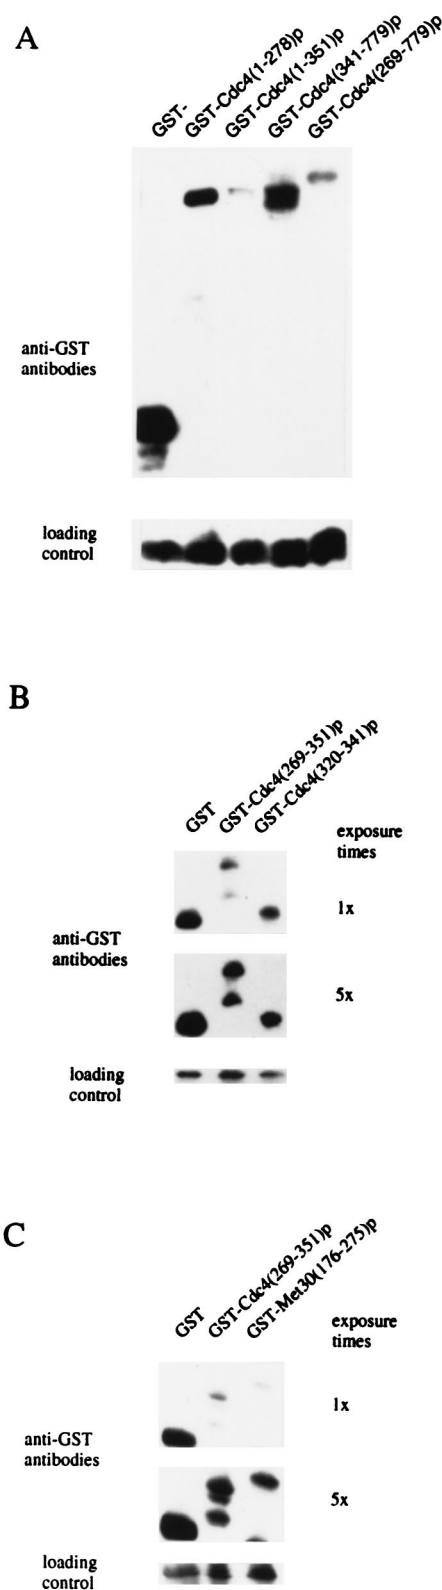 A
GST-
GST-Cdc4(1-278)p
GST-Cdc4(1-351)p
GST-Cdc4(341-779)p
GST-Cdc4(269-779)p
anti-GST
antibodies
loading
control
B
GST
GST-Cdc4(269-351)p
GST-Cdc4(320-341)p
exposure
times
1x
anti-GST
antibodies
5x
loading
control
C
GST
GST-Cdc4(269-351)p
GST-Met30(176-275)p
exposure
times
1x
anti-GST
antibodies
5x
loading
control